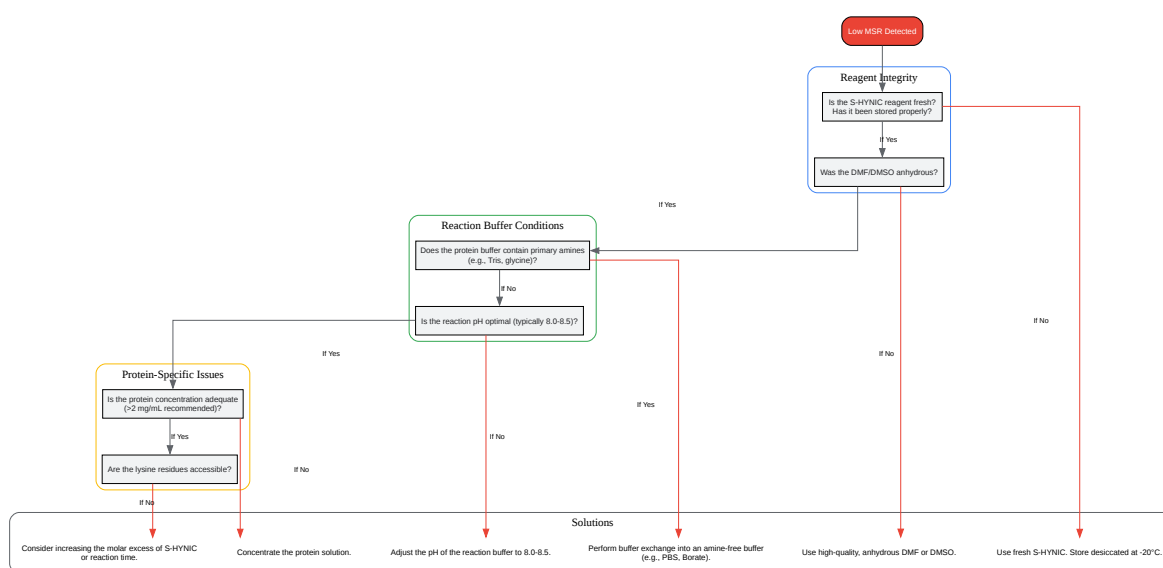 Low MSR Detected
Reagent Integrity
Is the S-HYNIC reagent fresh?
Has it been stored properly?
If Yes
Was the DMF/DMSO anhydrous?
If Yes
Reaction Buffer Conditions
Does the protein buffer contain primary amines
(e.g., Tris, glycine)?
If No
Is the reaction pH optimal (typically 8.0-8.5)?
If No
If Yes
If No
Protein-Specific Issues
Is the protein concentration adequate
(>2 mg/mL recommended)?
If Yes
If Yes
If No
Are the lysine residues accessible?
If No
If No
Solutions
Consider increasing the molar excess of S-HYNIC
or reaction time.
Concentrate the protein solution.
Adjust the pH of the reaction buffer to 8.0-8.5.
Perform buffer exchange into an amine-free buffer
(e.g., PBS, Borate).
Use high-quality, anhydrous DMF or DMSO.
Use fresh S-HYNIC. Store desiccated at -20°C.